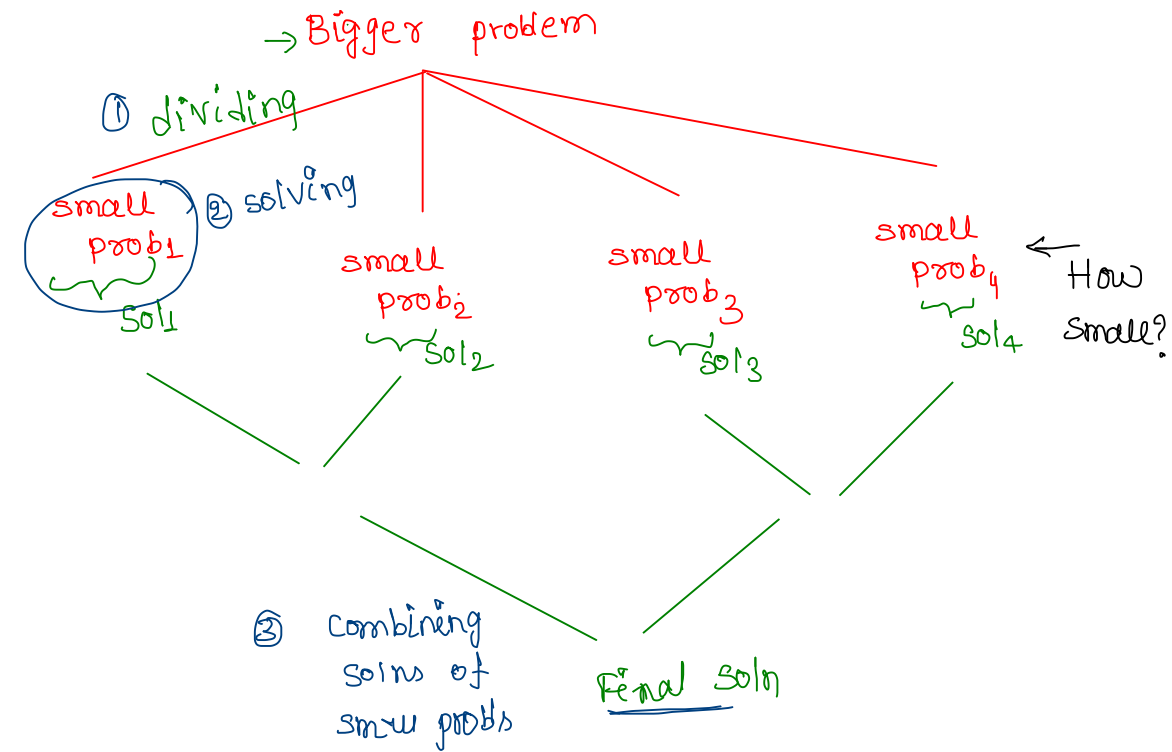 → Bigger problem
① dividing
② solving
small
prob1
sol1
small
prob2
sol2
small
prob3
sol3
small
prob4
sol4
← How
small?
③ combining
solns of
small probs
Final soln